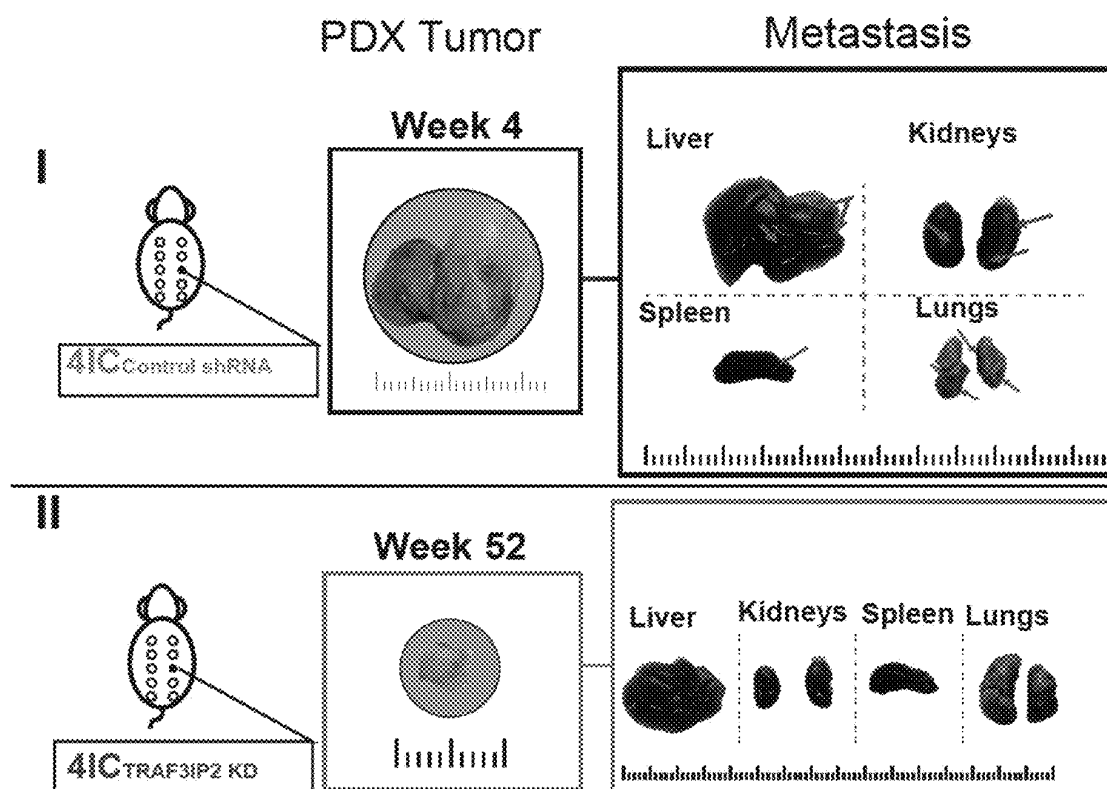 PDX Tumor
Metastasis
I
Week 4
Liver
Kidneys
Spleen
Lungs
4IC Control shRNA
II
Week 52
Liver
Kidneys
Spleen
Lungs
4IC TRAF3IP2 KD